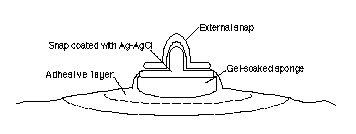 External snap
Snap coated with Ag-AgCl
Gel-soaked sponge
Adhesive layer